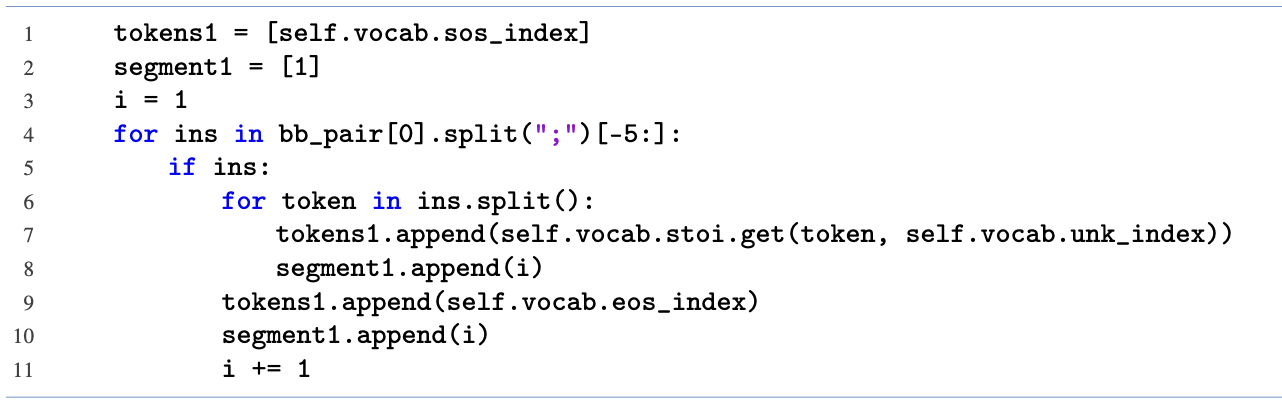 1 tokens1 = [self.vocab.sos_index]
2 segment1 = [1]
3 i = 1
4 for ins in bb_pair[0].split(";")[-5:]:
5 if ins:
6 for token in ins.split():
7 tokens1.append(self.vocab.stoi.get(token, self.vocab.unk_index))
8 segment1.append(i)
9 tokens1.append(self.vocab.eos_index)
10 segment1.append(i)
11 i += 1